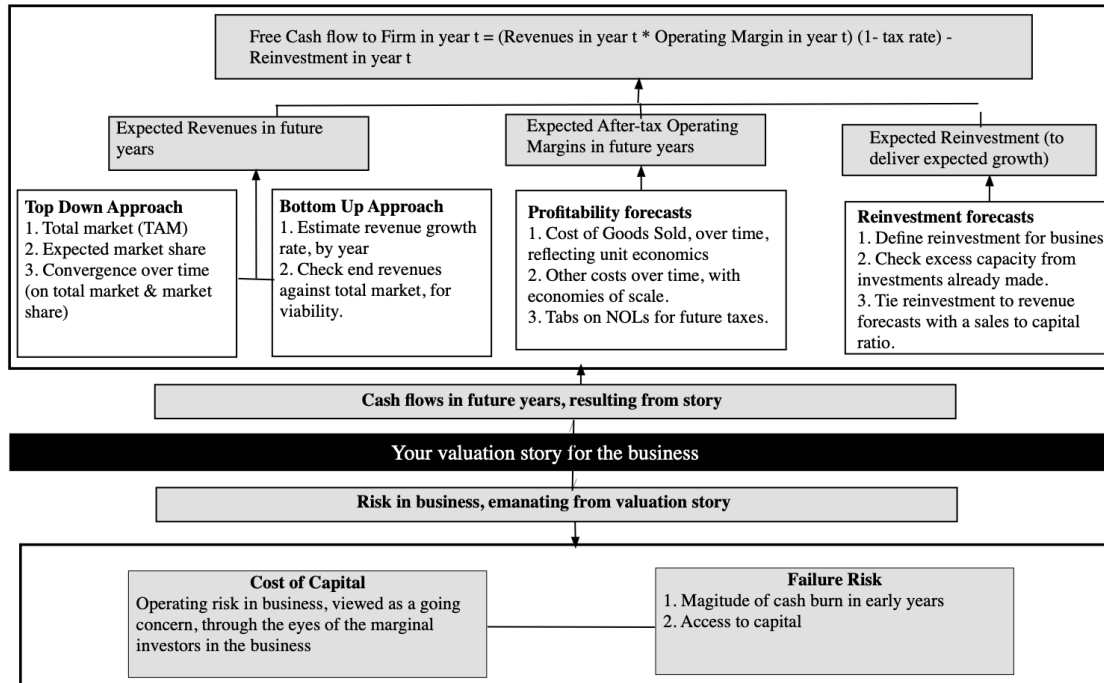 Free Cash flow to Firm in year t = (Revenues in year t * Operating Margin in year t) (1- tax rate) -
Reinvestment in year t
Expected Revenues in future
years
Expected After-tax Operating
Margins in future years
Expected Reinvestment (to
deliver expected growth)
Top Down Approach
1. Total market (TAM)
2. Expected market share
3. Convergence over time
(on total market & market
share)
Bottom Up Approach
1. Estimate revenue growth
rate, by year
2. Check end revenues
against total market, for
viability.
Profitability forecasts
1. Cost of Goods Sold, over time,
reflecting unit economics
2. Other costs over time, with
economies of scale.
3. Tabs on NOLs for future taxes.
Reinvestment forecasts
1. Define reinvestment for busines
2. Check excess capacity from
investments already made.
3. Tie reinvestment to revenue
forecasts with a sales to capital
ratio.
Cash flows in future years, resulting from story
Your valuation story for the business
Risk in business, emanating from valuation story
Cost of Capital
Operating risk in business, viewed as a going
concern, through the eyes of the marginal
investors in the business
Failure Risk
1. Magitude of cash burn in early years
2. Access to capital